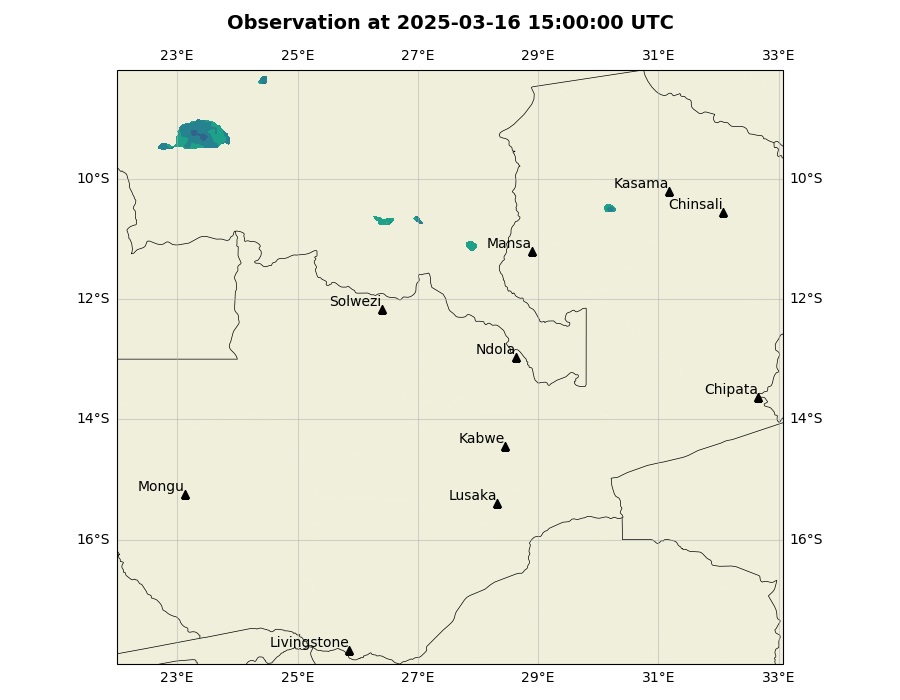 Observation at 2025-03-16 15:00:00 UTC
23°E 25°E 27°E 29°E 31°E 33°E
10°S 10°S
Kasama
Chinsali
Mansa
12°S 12°S
Solwezi
Ndola
Chipata
14°S 14°S
Kabwe
Mongu
Lusaka
16°S 16°S
Livingstone
23°E 25°E 27°E 29°E 31°E 33°E